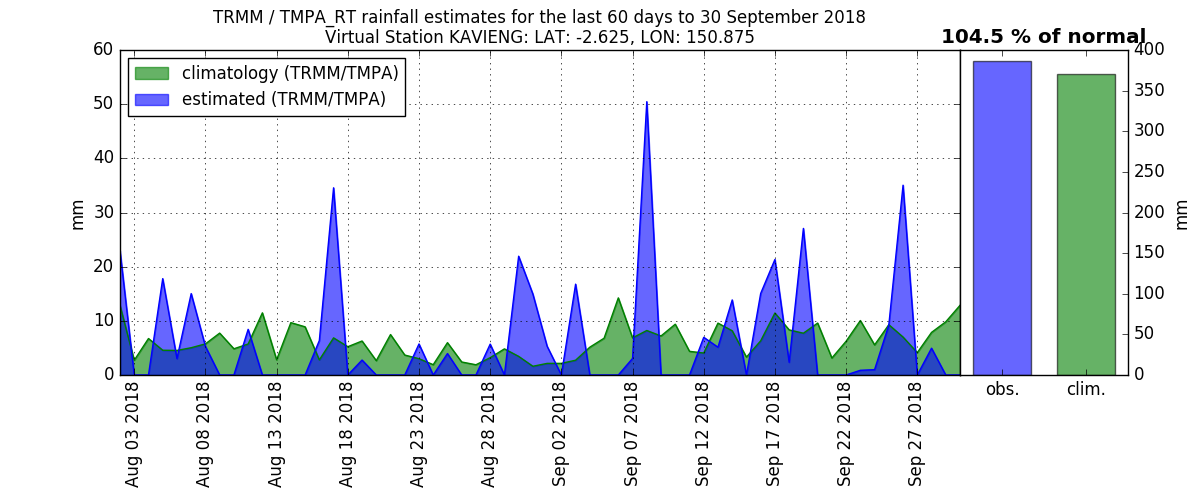 TRMM / TMPA_RT rainfall estimates for the last 60 days to 30 September 2018
Virtual Station KAVIENG: LAT: -2.625, LON: 150.875
104.5 % of normal
climatology (TRMM/TMPA)
estimated (TRMM/TMPA)
mm
60
50
40
30
20
10
0
Aug 03 2018
Aug 08 2018
Aug 13 2018
Aug 18 2018
Aug 23 2018
Aug 28 2018
Sep 02 2018
Sep 07 2018
Sep 12 2018
Sep 17 2018
Sep 22 2018
Sep 27 2018
obs.
clim.
400
350
300
250
200
150
100
50
0
mm